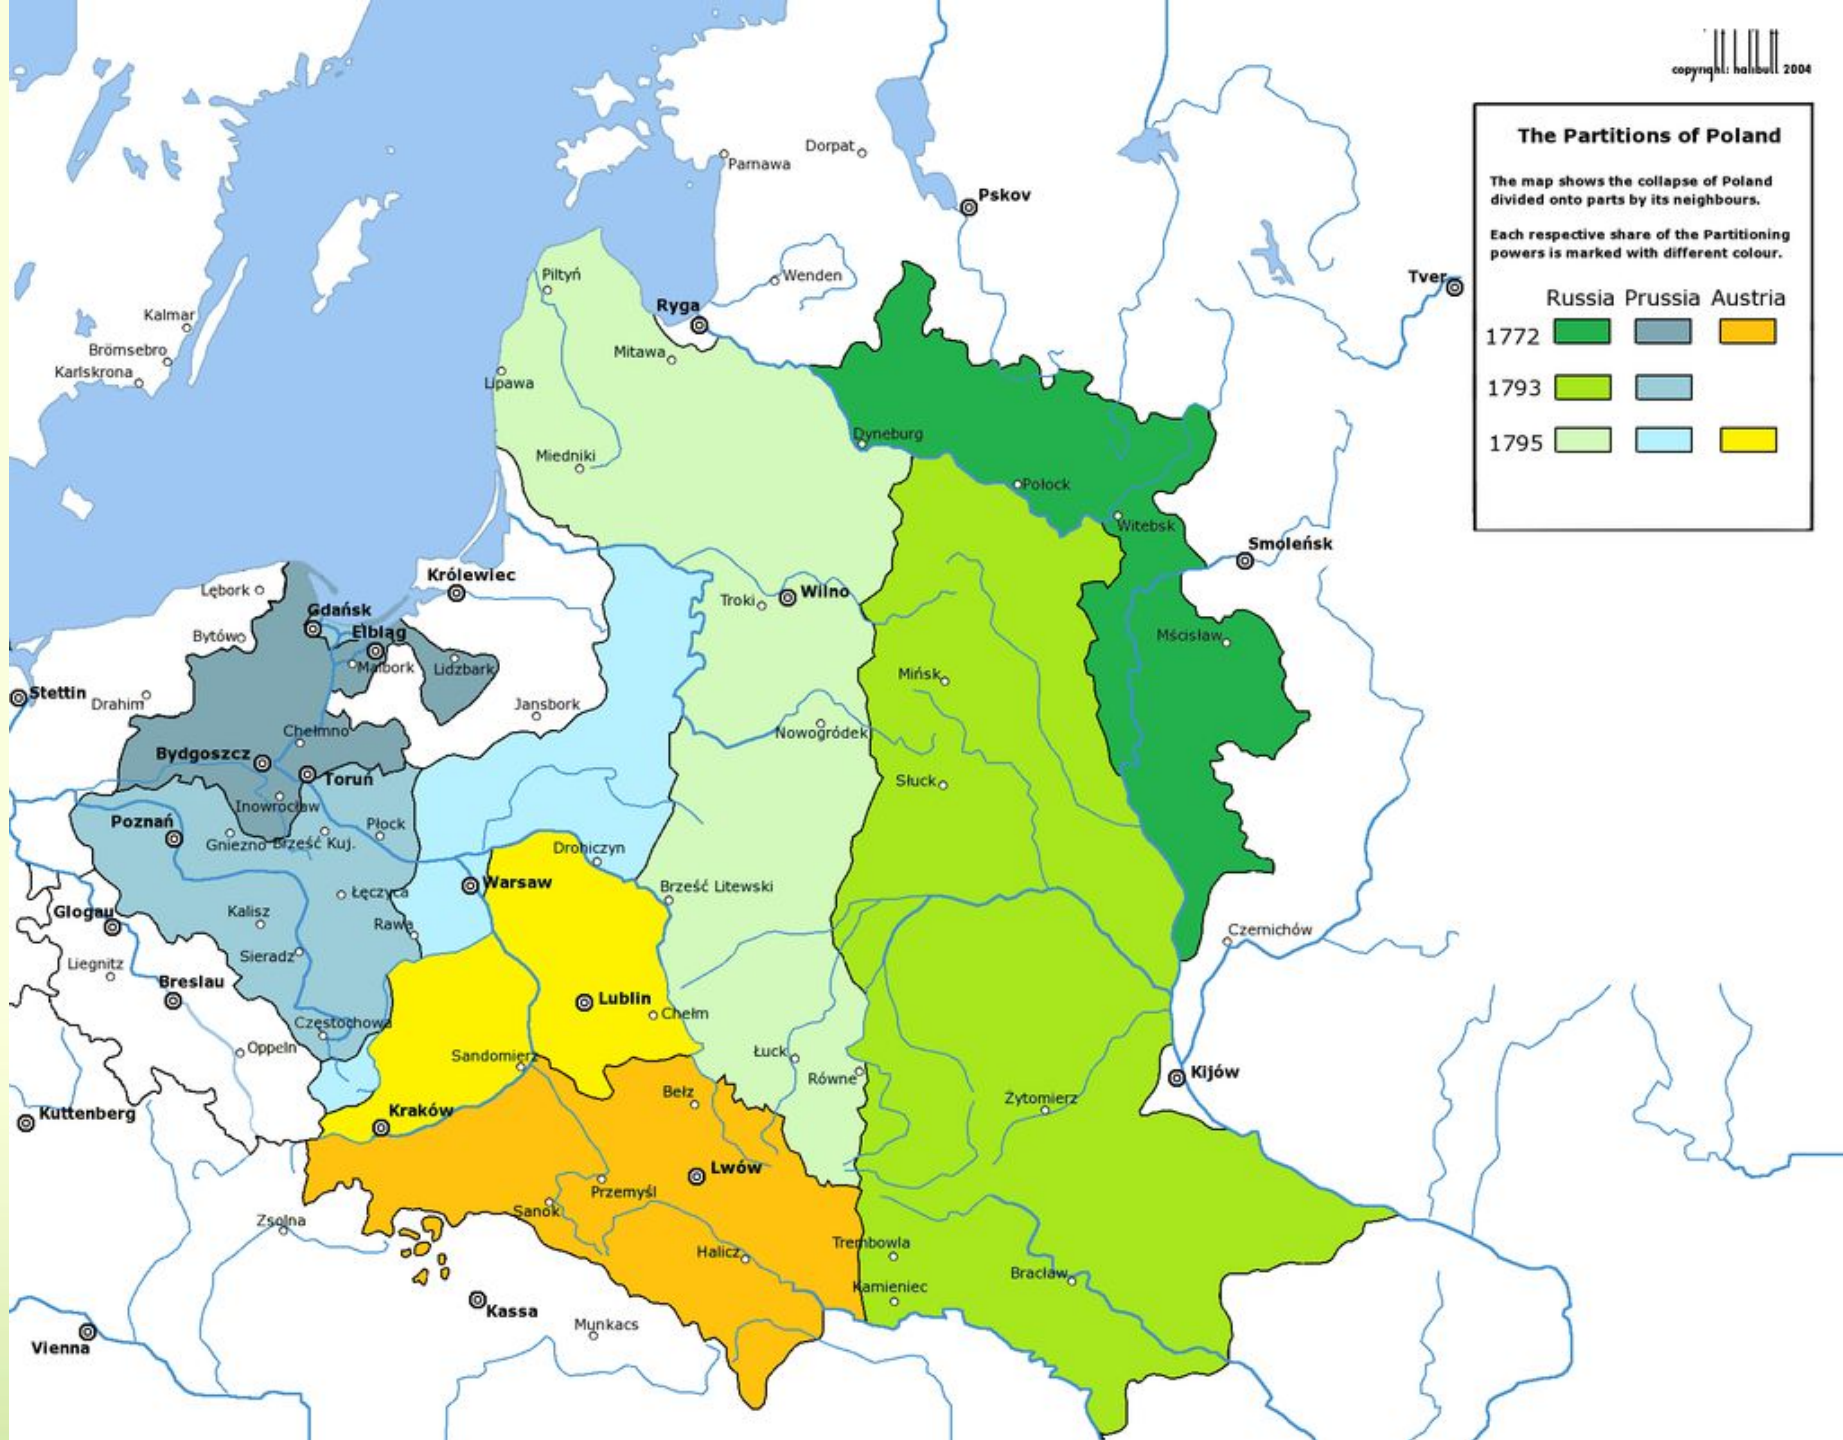 copyright: halibutt 2004
The Partitions of Poland
The map shows the collapse of Poland
divided onto parts by its neighbours.
Each respective share of the Partitioning
powers is marked with different colour.
Russia Prussia Austria
1772
1793
1795
Parnawa
Dorpat
Pskov
Piltyń
Wenden
Tver
Ryga
Kalmar
Brömsebro
Karlskrona
Mitawa
Lipawa
Dyneburg
Miedniki
Połock
Witebsk
Smoleńsk
Królewiec
Lębork
Gdańsk
Troki
Wilno
Bytów
Elbląg
Malbork
Lidzbark
Mścisław
Mińsk
Stettin
Drahim
Jansbork
Chełmno
Nowogródek
Bydgoszcz
Toruń
Słuck
Inowrocław
Poznań
Płock
Gniezno
Brześć Kuj.
Drohiczyn
Warsaw
Brześć Litewski
Łęczyca
Glogau
Kalisz
Rawa
Czernichów
Sieradz
Liegnitz
Breslau
Lublin
Chełm
Częstochowa
Oppeln
Sandomierz
Łuck
Równe
Kijów
Bełz
Żytomierz
Kuttenberg
Kraków
Lwów
Przemyśl
Sanok
Zsolna
Halicz
Trembowla
Bracław
Kamieniec
Kassa
Munkacs
Vienna